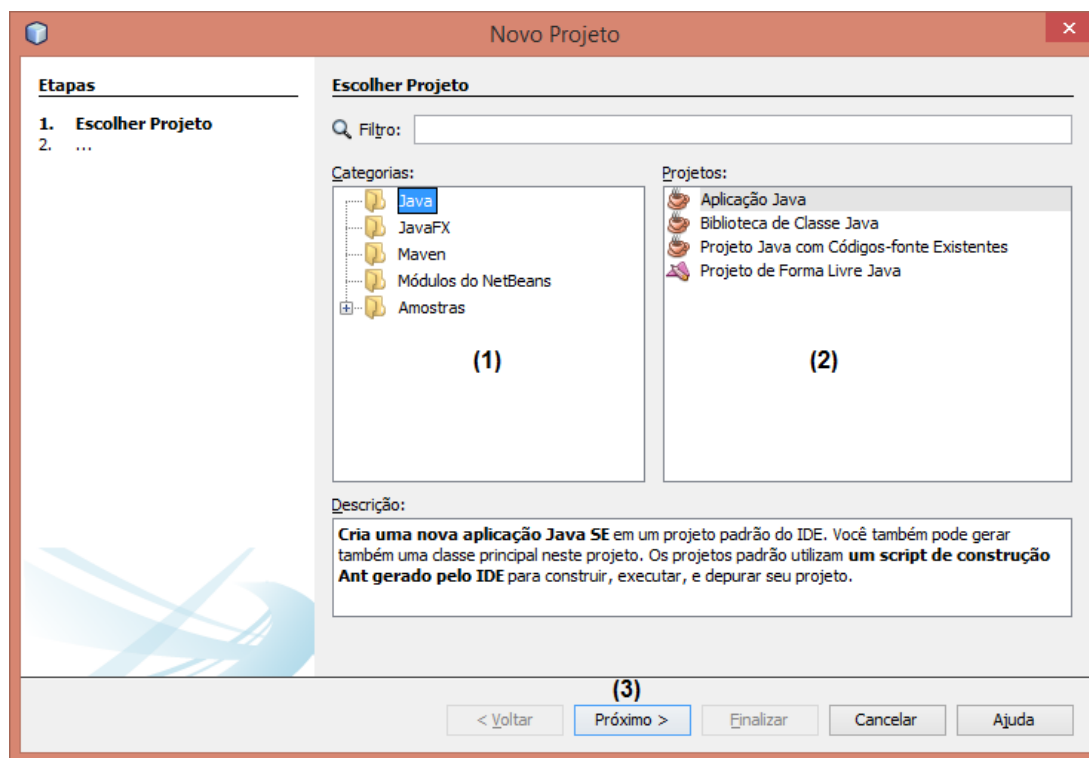 Novo Projeto
Etapas
1. Escolher Projeto
2. ...
Escolher Projeto
Filtro:
Categorias:
Java
JavaFX
Maven
Módulos do NetBeans
Amostras
(1)
Projetos:
Aplicação Java
Biblioteca de Classe Java
Projeto Java com Códigos-fonte Existentes
Projeto de Forma Livre Java
(2)
Descrição:
Cria uma nova aplicação Java SE em um projeto padrão do IDE. Você também pode gerar
também uma classe principal neste projeto. Os projetos padrão utilizam um script de construção
Ant gerado pelo IDE para construir, executar, e depurar seu projeto.
(3)
< Voltar Próximo > Finalizar Cancelar Ajuda